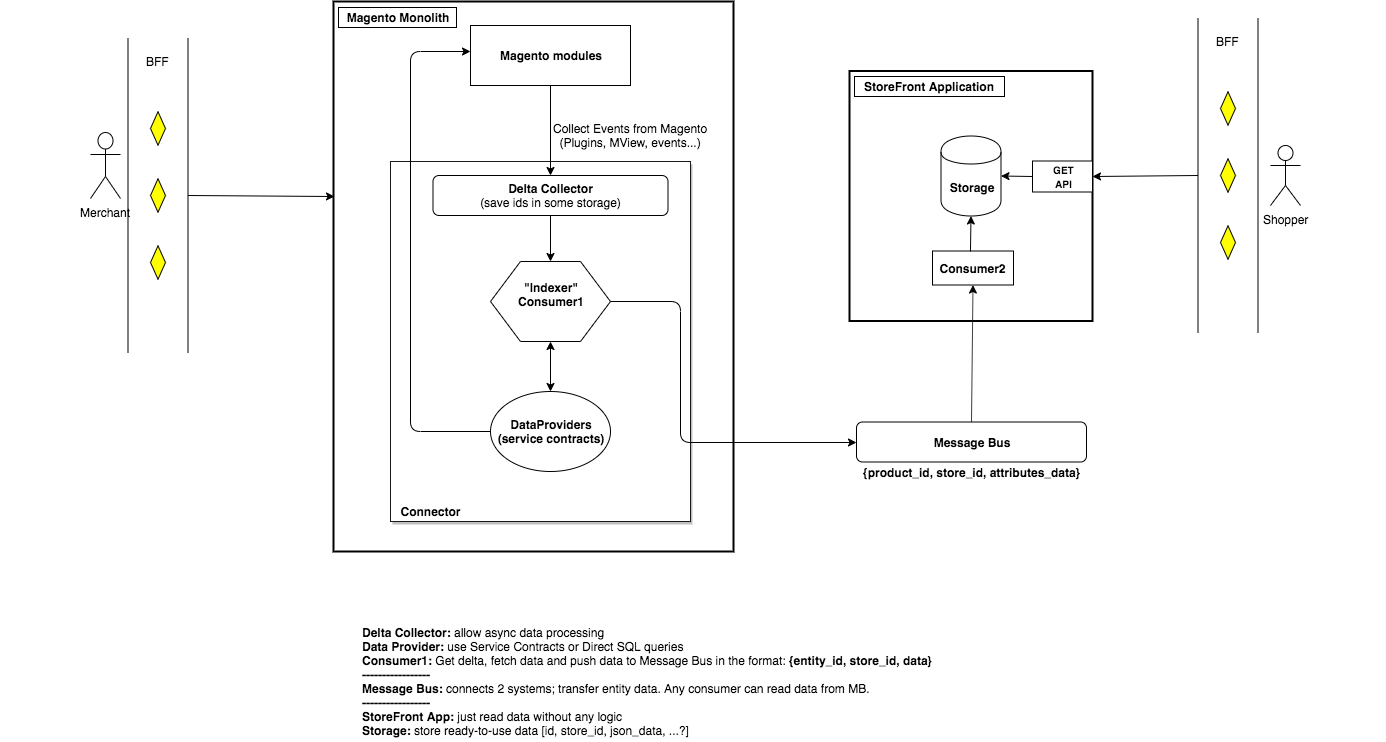 Magento Monolith
Magento modules
BFF
BFF
StoreFront Application
Collect Events from Magento
(Plugins, MView, events...)
GET
API
Storage
Delta Collector
(save ids in some storage)
Merchant
Shopper
Consumer2
"Indexer"
Consumer1
DataProviders
(service contracts)
Message Bus
{product_id, store_id, attributes_data}
Connector
Delta Collector: allow async data processing
Data Provider: use Service Contracts or Direct SQL queries
Consumer1: Get delta, fetch data and push data to Message Bus in the format: {entity_id, store_id, data}
-----------------
Message Bus: connects 2 systems; transfer entity data. Any consumer can read data from MB.
-----------------
StoreFront App: just read data without any logic
Storage: store ready-to-use data [id, store_id, json_data, ...?]